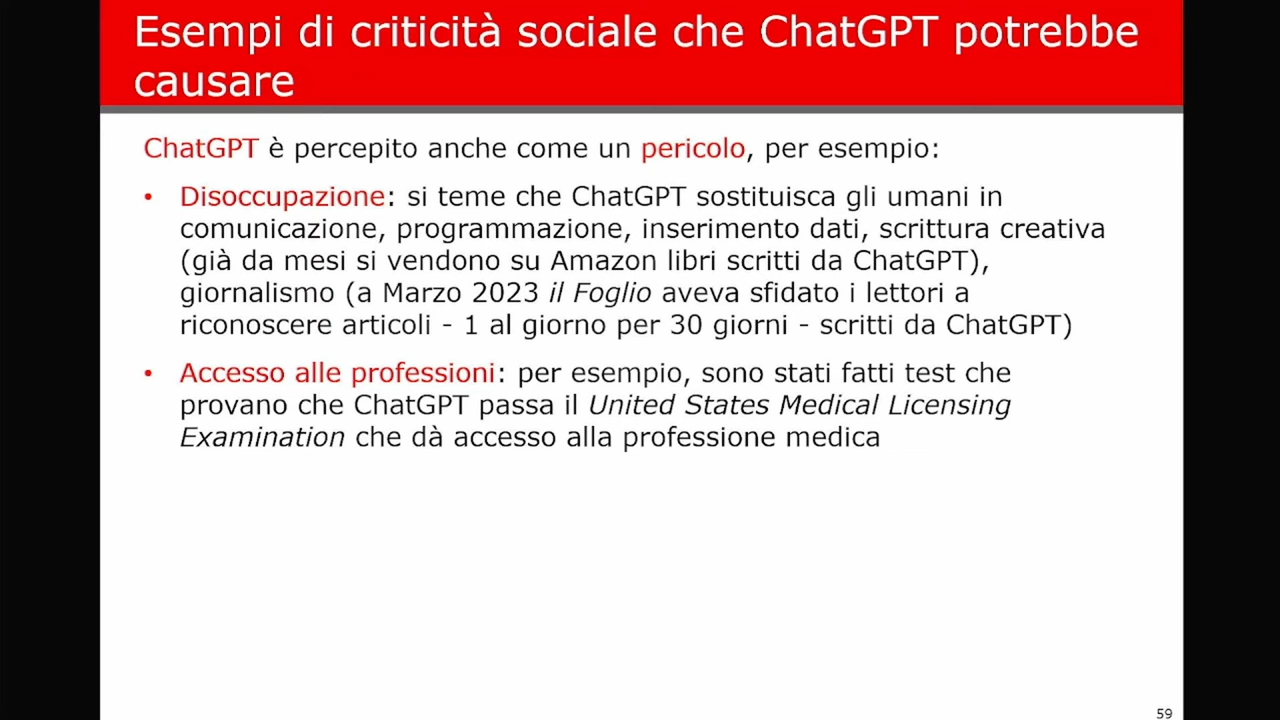 Esempi di criticità sociale che ChatGPT potrebbe
causare
ChatGPT è percepito anche come un pericolo, per esempio:
• Disoccupazione: si teme che ChatGPT sostituisca gli umani in
comunicazione, programmazione, inserimento dati, scrittura creativa
(già da mesi si vendono su Amazon libri scritti da ChatGPT),
giornalismo (a Marzo 2023 il Foglio aveva sfidato i lettori a
riconoscere articoli - 1 al giorno per 30 giorni - scritti da ChatGPT)
• Accesso alle professioni: per esempio, sono stati fatti test che
provano che ChatGPT passa il United States Medical Licensing
Examination che dà accesso alla professione medica
59